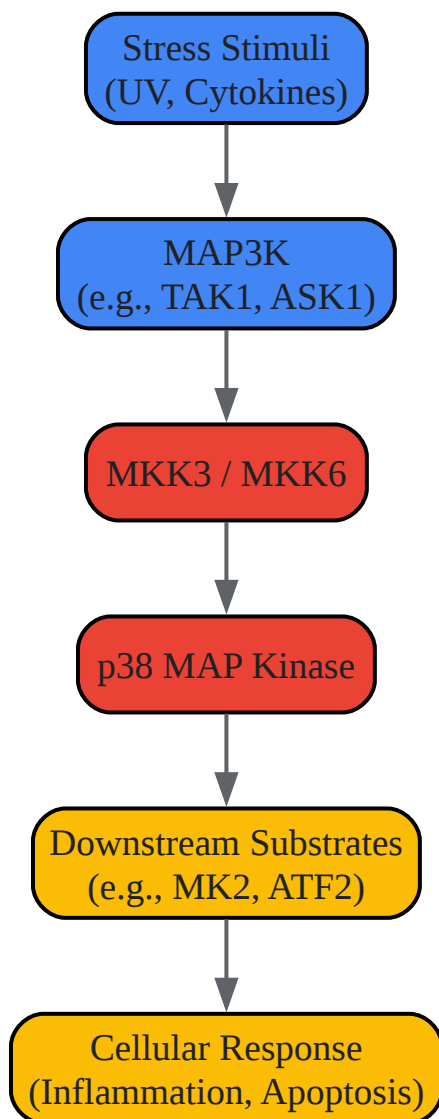 Stress Stimuli
(UV, Cytokines)
MAP3K
(e.g., TAK1, ASK1)
MKK3 / MKK6
p38 MAP Kinase
Downstream Substrates
(e.g., MK2, ATF2)
Cellular Response
(Inflammation, Apoptosis)